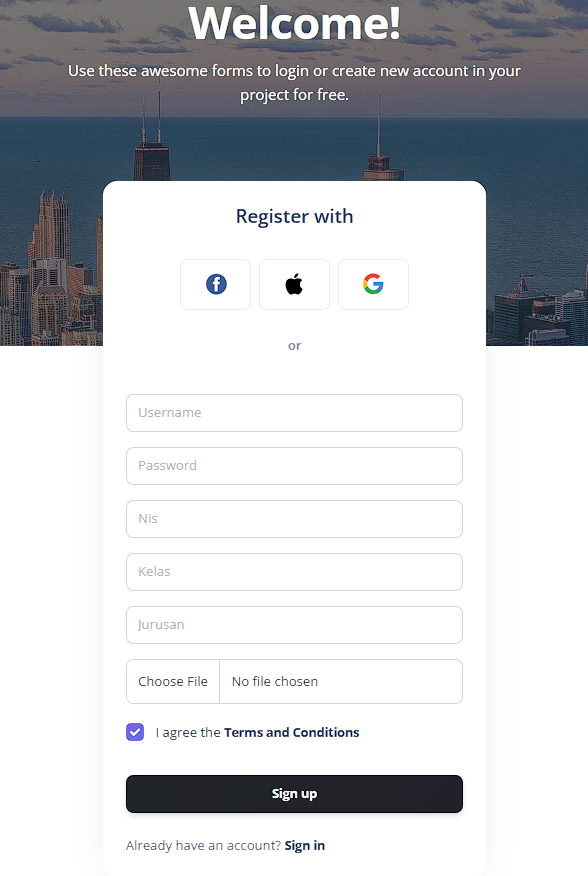 Welcome!
Use these awesome forms to login or create new account in your
project for free.
Register with
or
Username
Password
Nis
Kelas
Jurusan
Choose File No file chosen
I agree the Terms and Conditions
Sign up
Already have an account? Sign in